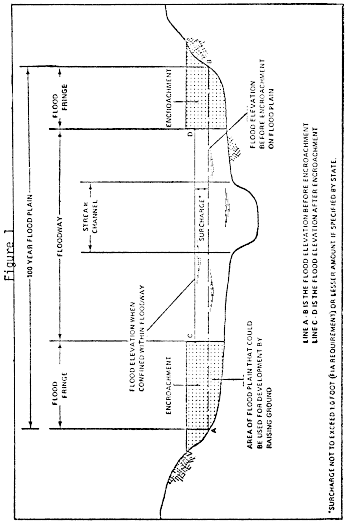 Figure 1
100 YEAR FLOOD PLAIN
FLOOD
FRINGE
FLOODWAY
FLOOD
FRINGE
STREAM
CHANNEL
FLOOD ELEVATION WHEN
CONFINED WITHIN FLOODWAY
ENCROACHMENT
ENCROACHMENT
C
D
SURCHARGE*
A
B
AREA OF FLOOD PLAIN THAT COULD
BE USED FOR DEVELOPMENT BY
RAISING GROUND
FLOOD ELEVATION
BEFORE ENCROACHMENT
ON FLOOD PLAIN
LINE A - B IS THE FLOOD ELEVATION BEFORE ENCROACHMENT
LINE C - D IS THE FLOOD ELEVATION AFTER ENCROACHMENT
*SURCHARGE NOT TO EXCEED 1.0 FOOT (FIA REQUIREMENT) OR LESSER AMOUNT IF SPECIFIED BY STATE.